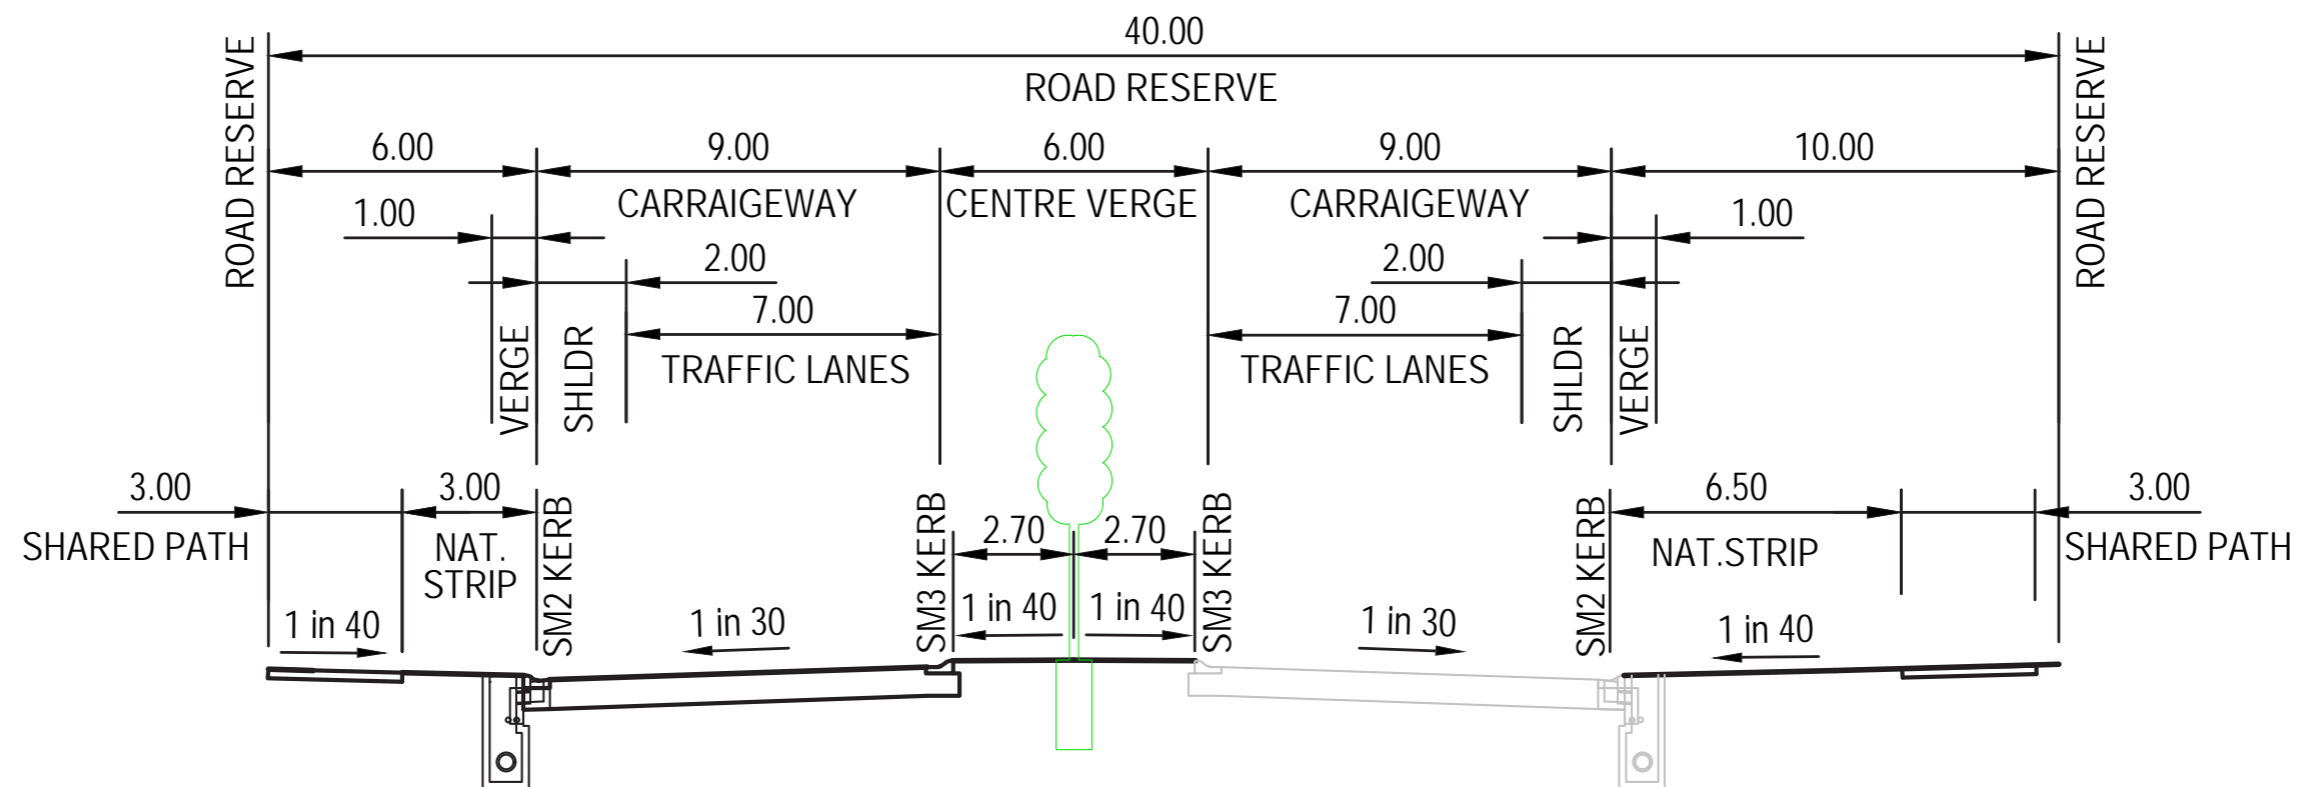 40.00
ROAD RESERVE
ROAD RESERVE
ROAD RESERVE
6.00
9.00
6.00
9.00
10.00
CARRAIGEWAY
CENTRE VERGE
CARRAIGEWAY
1.00
1.00
2.00
2.00
7.00
7.00
VERGE
SHLDR
TRAFFIC LANES
TRAFFIC LANES
SHLDR
VERGE
3.00
SHARED PATH
3.00
NAT.
STRIP
SM2 KERB
SM3 KERB
2.70
2.70
SM3 KERB
SM2 KERB
6.50
NAT.STRIP
3.00
SHARED PATH
1 in 40
1 in 30
1 in 40
1 in 40
1 in 30
1 in 40